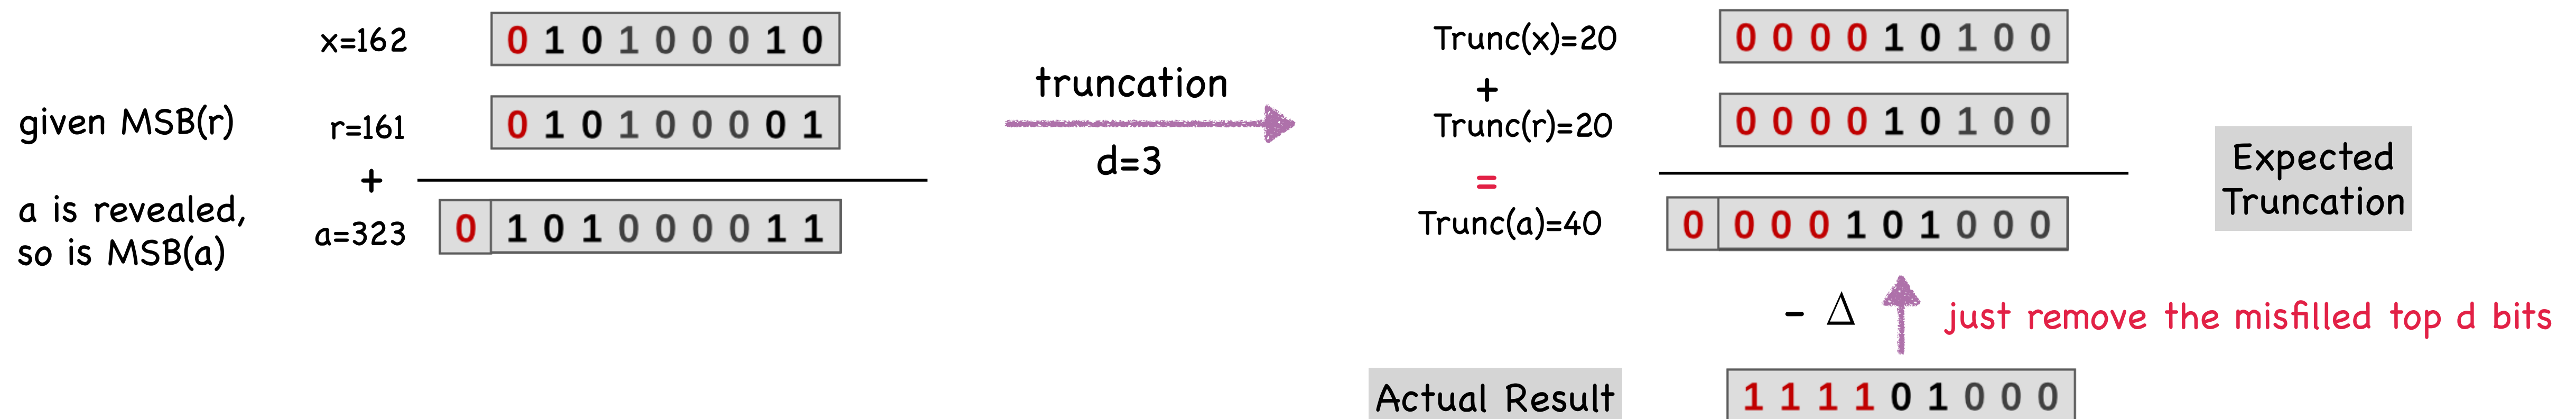 x=162
0 1 0 1 0 0 0 1 0
given MSB(r)
r=161
0 1 0 1 0 0 0 0 1
+
a is revealed,
so is MSB(a)
a=323
0 1 0 1 0 0 0 0 1 1
truncation
d=3
Trunc(x)=20
0 0 0 0 1 0 1 0 0
+
Trunc(r)=20
0 0 0 0 1 0 1 0 0
=
Trunc(a)=40
0 0 0 0 1 0 1 0 0 0
Expected
Truncation
- Δ
just remove the misfilled top d bits
Actual Result
1 1 1 1 0 1 0 0 0